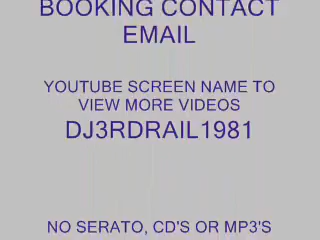 BOOKING CONTACT
EMAIL
YOUTUBE SCREEN NAME TO
VIEW MORE VIDEOS
DJ3RDRAIL1981
NO SERATO, CD'S OR MP3'S